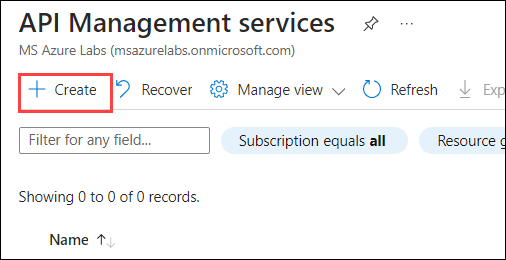 API Management services
MS Azure Labs (msazurelabs.onmicrosoft.com)
Create Recover Manage view Refresh
Filter for any field... Subscription equals all Resource
Showing 0 to 0 of 0 records.
Name